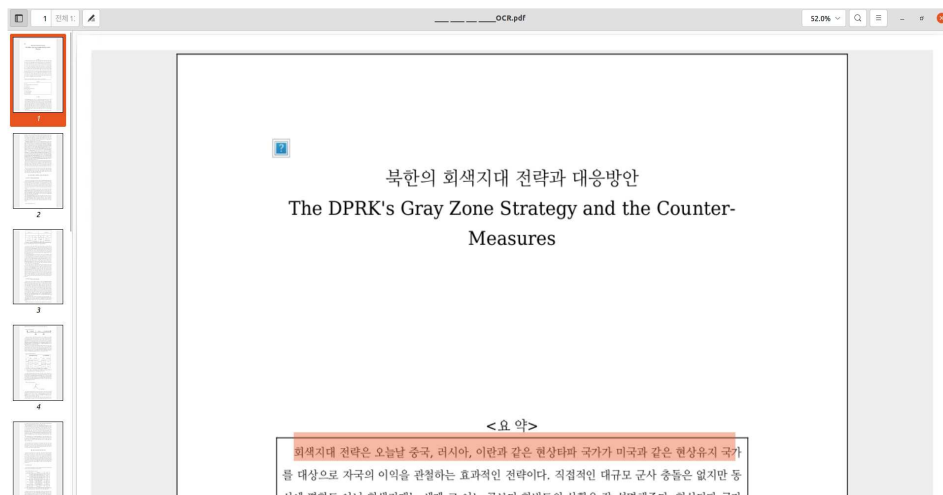 1 전체 1:
OCR.pdf
52.0%
북한의 회색지대 전략과 대응방안
The DPRK's Gray Zone Strategy and the Counter-
Measures
<요 약>
회색지대 전략은 오늘날 중국, 러시아, 이란과 같은 현상타파 국가가 미국과 같은 현상유지 국가
를 대상으로 자국의 이익을 관철하는 효과적인 전략이다. 직접적인 대규모 군사 충돌은 없지만 동
1
2
3
4